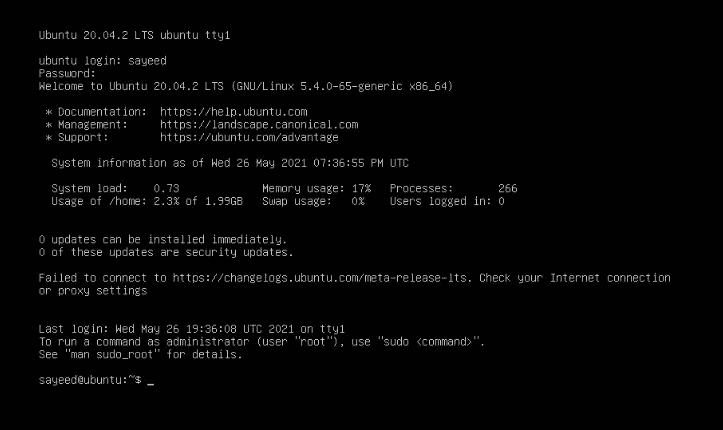 Ubuntu 20.04.2 LTS ubuntu tty1
ubuntu login: sayeed
Password:
Welcome to Ubuntu 20.04.2 LTS (GNU/Linux 5.4.0-65-generic x86_64)
* Documentation:  https://help.ubuntu.com
* Management:     https://landscape.canonical.com
* Support:        https://ubuntu.com/advantage
System information as of Wed 26 May 2021 07:36:55 PM UTC
System load:    0.73             Memory usage: 17%   Processes:       266
Usage of /home: 2.3% of 1.99GB   Swap usage:   0%    Users logged in: 0
0 updates can be installed immediately.
0 of these updates are security updates.
Failed to connect to https://changelogs.ubuntu.com/meta-release-lts. Check your Internet connection
or proxy settings
Last login: Wed May 26 19:36:08 UTC 2021 on tty1
To run a command as administrator (user "root"), use "sudo <command>".
See "man sudo_root" for details.
sayeed@ubuntu:~$ _